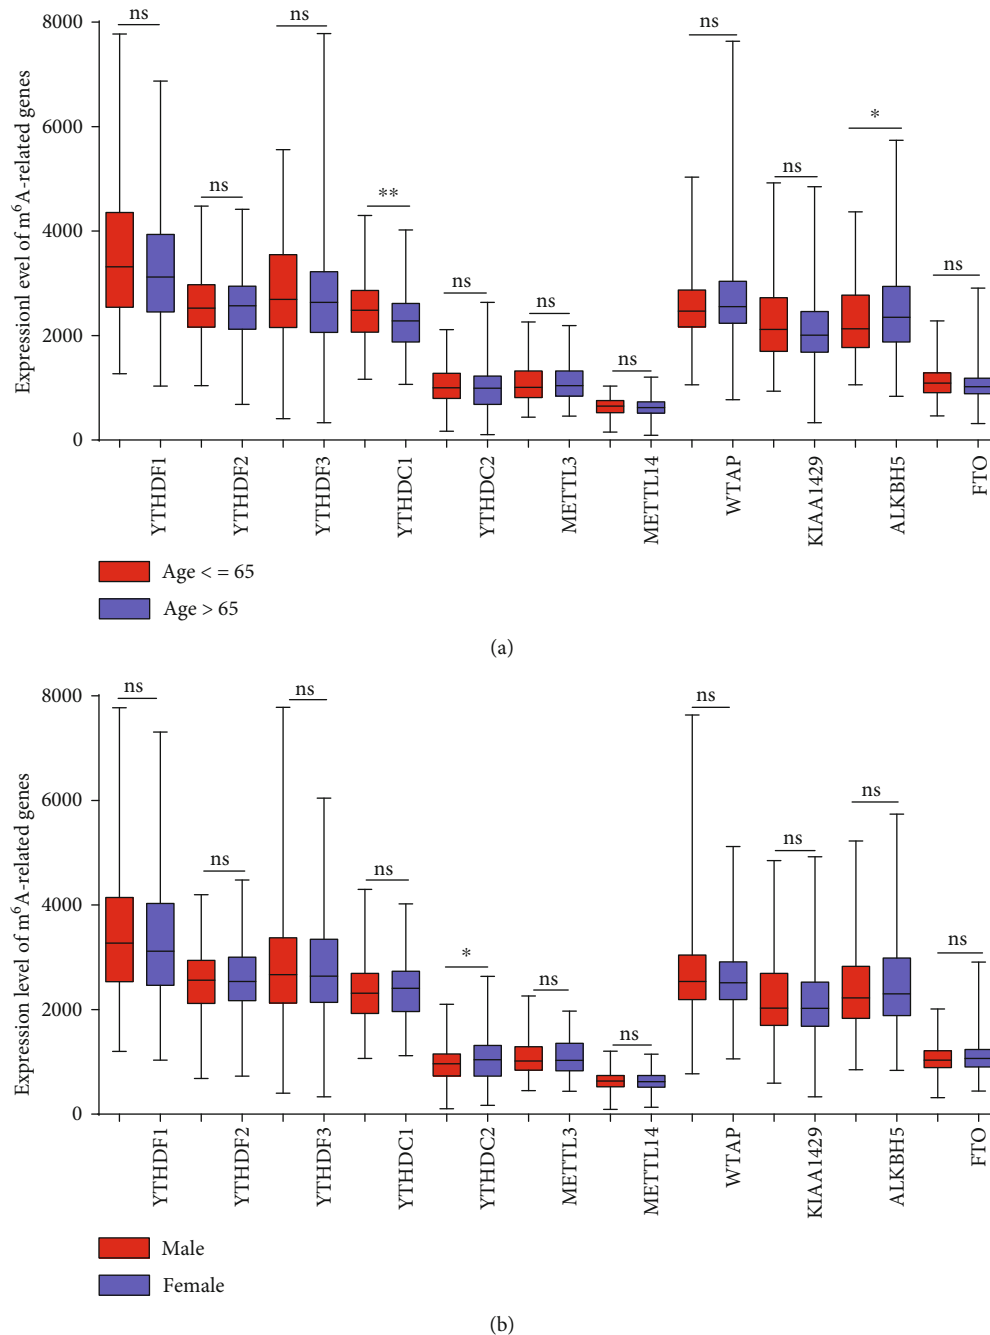 Expressionl evel of m⁶A-related genes
8000
6000
4000
2000
0
ns
ns
ns
**
ns
ns
ns
ns
ns
*
ns
YTHDF1
YTHDF2
YTHDF3
YTHDC1
YTHDC2
METTL3
METTL14
WTAP
KIAA1429
ALKBH5
FTO
Age < = 65
Age > 65
(a)
Expression level of m⁶A-related genes
8000
6000
4000
2000
0
ns
ns
ns
ns
*
ns
ns
ns
ns
ns
ns
YTHDF1
YTHDF2
YTHDF3
YTHDC1
YTHDC2
METTL3
METTL14
WTAP
KIAA1429
ALKBH5
FTO
Male
Female
(b)